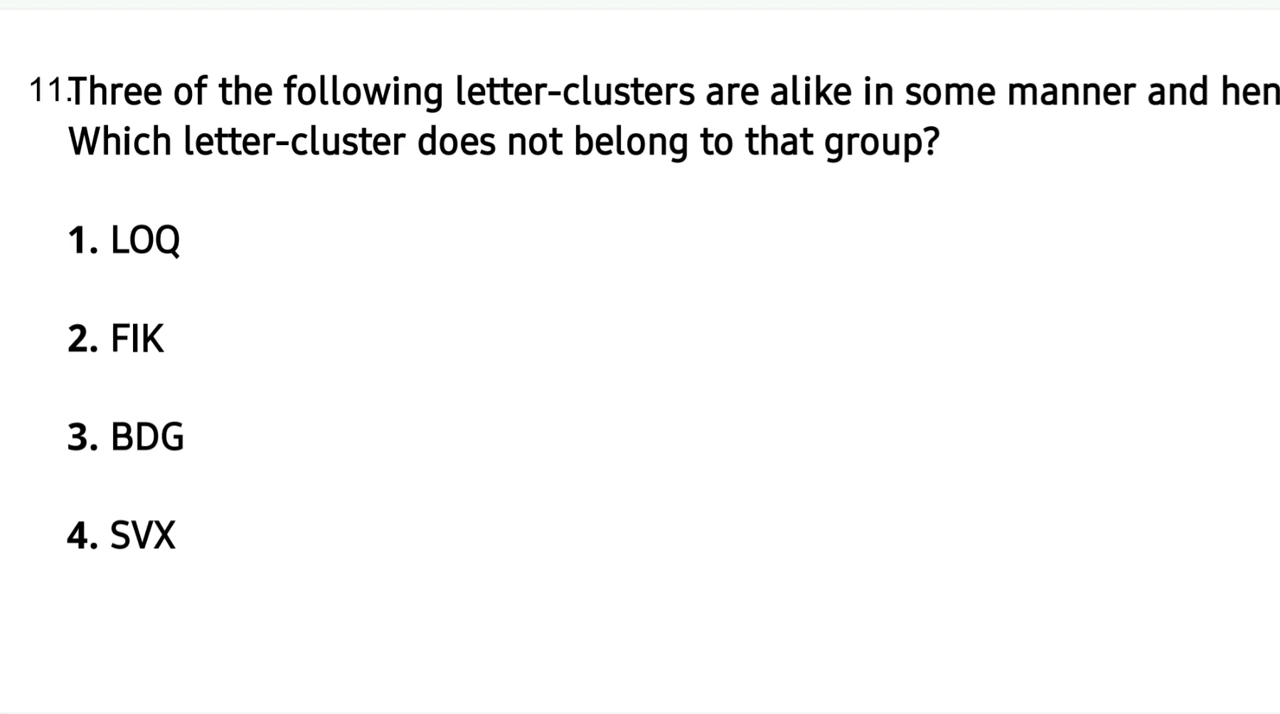 11.Three of the following letter-clusters are alike in some manner and hen
Which letter-cluster does not belong to that group?
1. LOQ
2. FIK
3. BDG
4. SVX